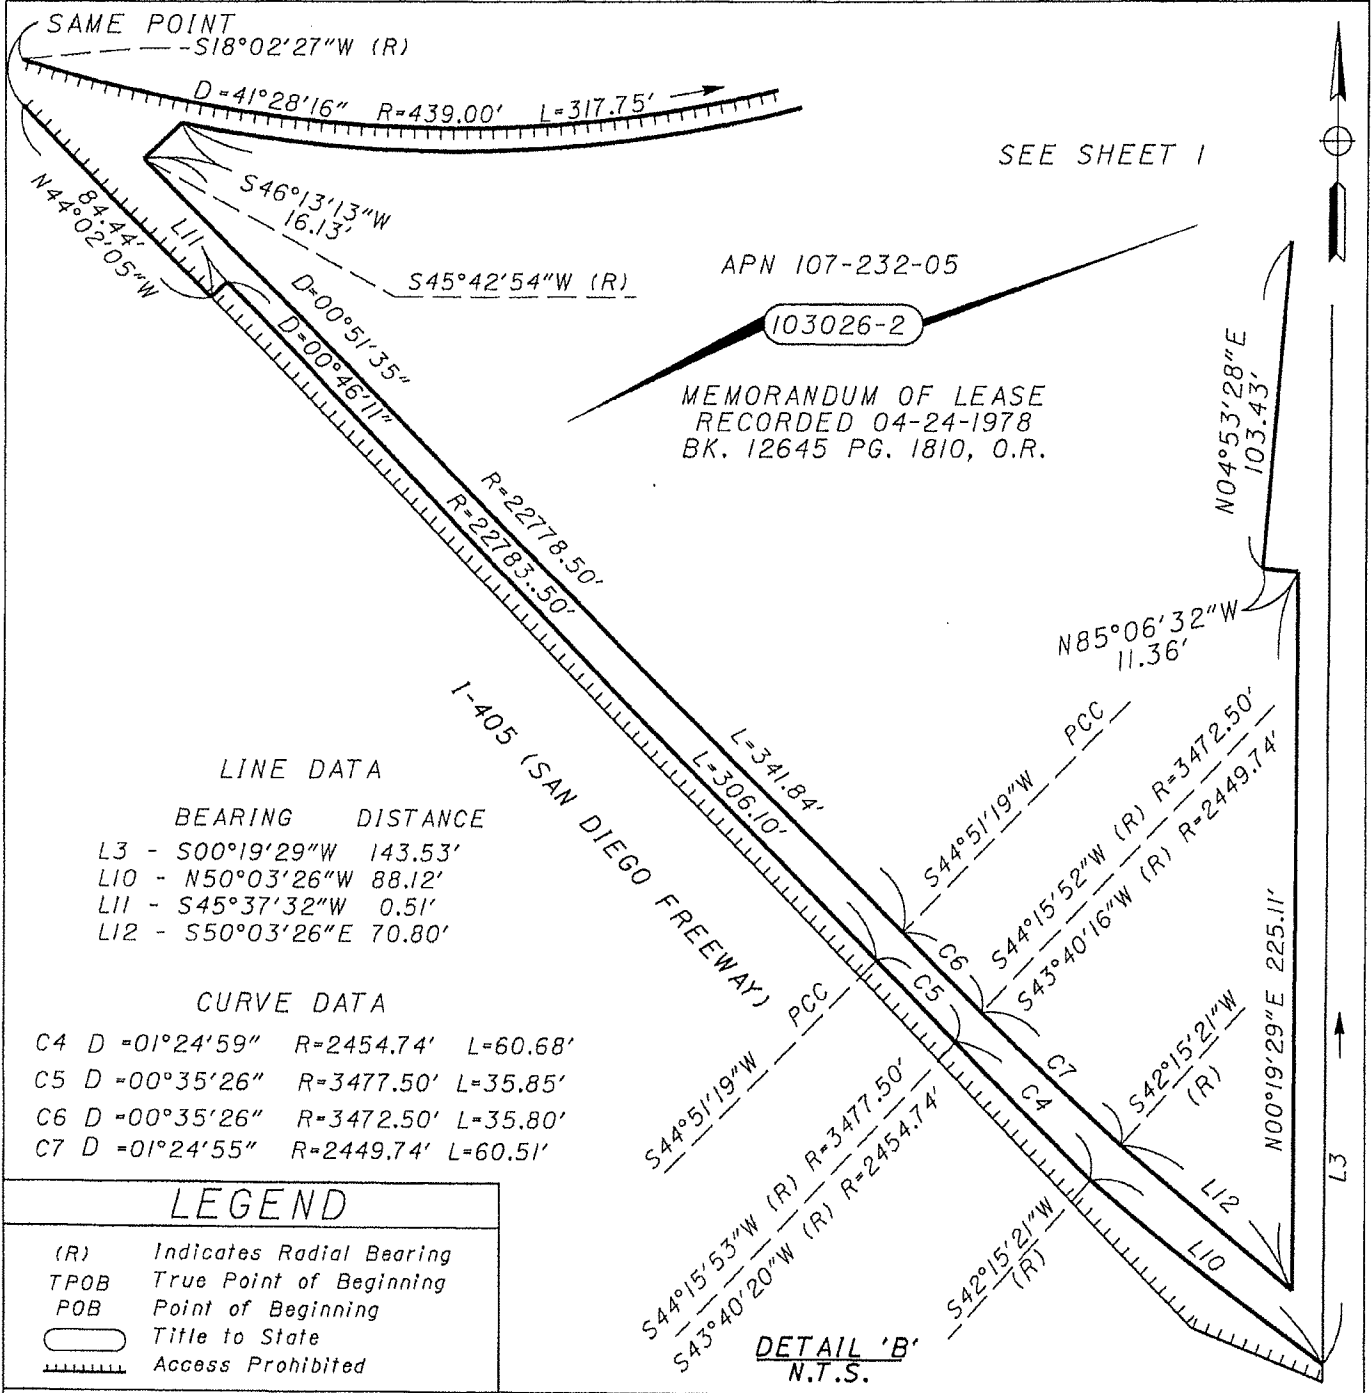 SAME POINT
S18°02'27"W (R)
D=41°28'16" R=439.00' L=317.75'
SEE SHEET 1
N44°02'05"W
84.44'
L11
S46°13'13"W
16.13'
S45°42'54"W (R)
APN 107-232-05
103026-2
MEMORANDUM OF LEASE
RECORDED 04-24-1978
BK. 12645 PG. 1810, O.R.
D=00°51'35"
D=00°46'11"
R=22778.50'
R=22783..50'
L=341.84'
L=306.10'
N04°53'28"E
103.43'
N85°06'32"W
11.36'
I-405 (SAN DIEGO FREEWAY)
S44°51'19"W PCC
S44°15'52"W (R) R=3472.50'
S43°40'16"W (R) R=2449.74'
C6
C5
C7
C4
S42°15'21"W
(R)
N00°19'29"E 225.11'
L3
L12
L10
S44°51'19"W PCC
S44°15'53"W (R) R=3477.50'
S43°40'20"W (R) R=2454.74'
S42°15'21"W
(R)
LINE DATA
BEARING DISTANCE
L3 - S00°19'29"W 143.53'
L10 - N50°03'26"W 88.12'
L11 - S45°37'32"W 0.51'
L12 - S50°03'26"E 70.80'
CURVE DATA
C4 D =01°24'59" R=2454.74' L=60.68'
C5 D =00°35'26" R=3477.50' L=35.85'
C6 D =00°35'26" R=3472.50' L=35.80'
C7 D =01°24'55" R=2449.74' L=60.51'
LEGEND
(R) Indicates Radial Bearing
TPOB True Point of Beginning
POB Point of Beginning
Title to State
Access Prohibited
DETAIL 'B'
N.T.S.